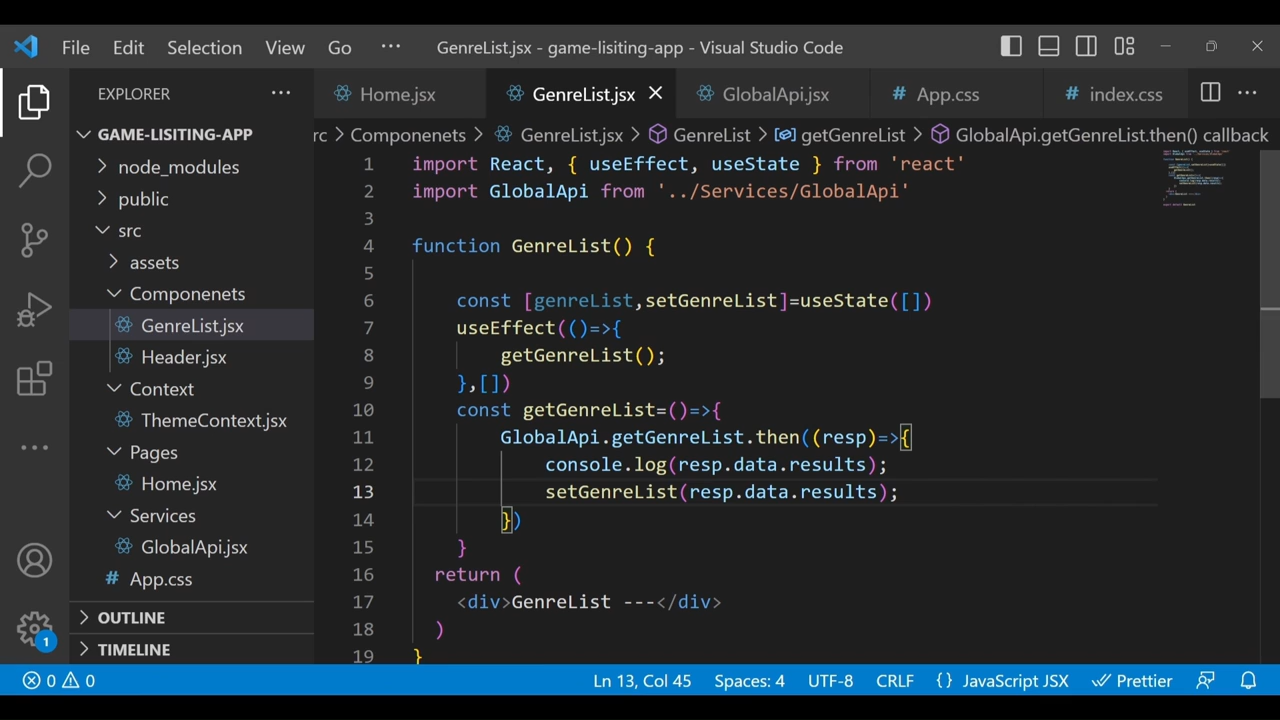 File Edit Selection View Go ··· GenreList.jsx - game-lisiting-app - Visual Studio Code
EXPLORER ···
Home.jsx GenreList.jsx GlobalApi.jsx # App.css # index.css ···
GAME-LISITING-APP
node_modules
public
src
assets
Componenets
GenreList.jsx
Header.jsx
Context
ThemeContext.jsx
Pages
Home.jsx
Services
GlobalApi.jsx
# App.css
OUTLINE
TIMELINE
1
rc > Componenets > GenreList.jsx > GenreList > getGenreList > GlobalApi.getGenreList.then() callback
1 import React, { useEffect, useState } from 'react'
2 import GlobalApi from '../Services/GlobalApi'
3
4 function GenreList() {
5
6 const [genreList,setGenreList]=useState([])
7 useEffect(()=>{
8 getGenreList();
9 },[])
10 const getGenreList=()=>{
11 GlobalApi.getGenreList.then((resp)=>{
12 console.log(resp.data.results);
13 setGenreList(resp.data.results);
14 })
15 }
16 return (
17 <div>GenreList ---</div>
18 )
19 }
0 0 Ln 13, Col 45 Spaces: 4 UTF-8 CRLF {} JavaScript JSX Prettier